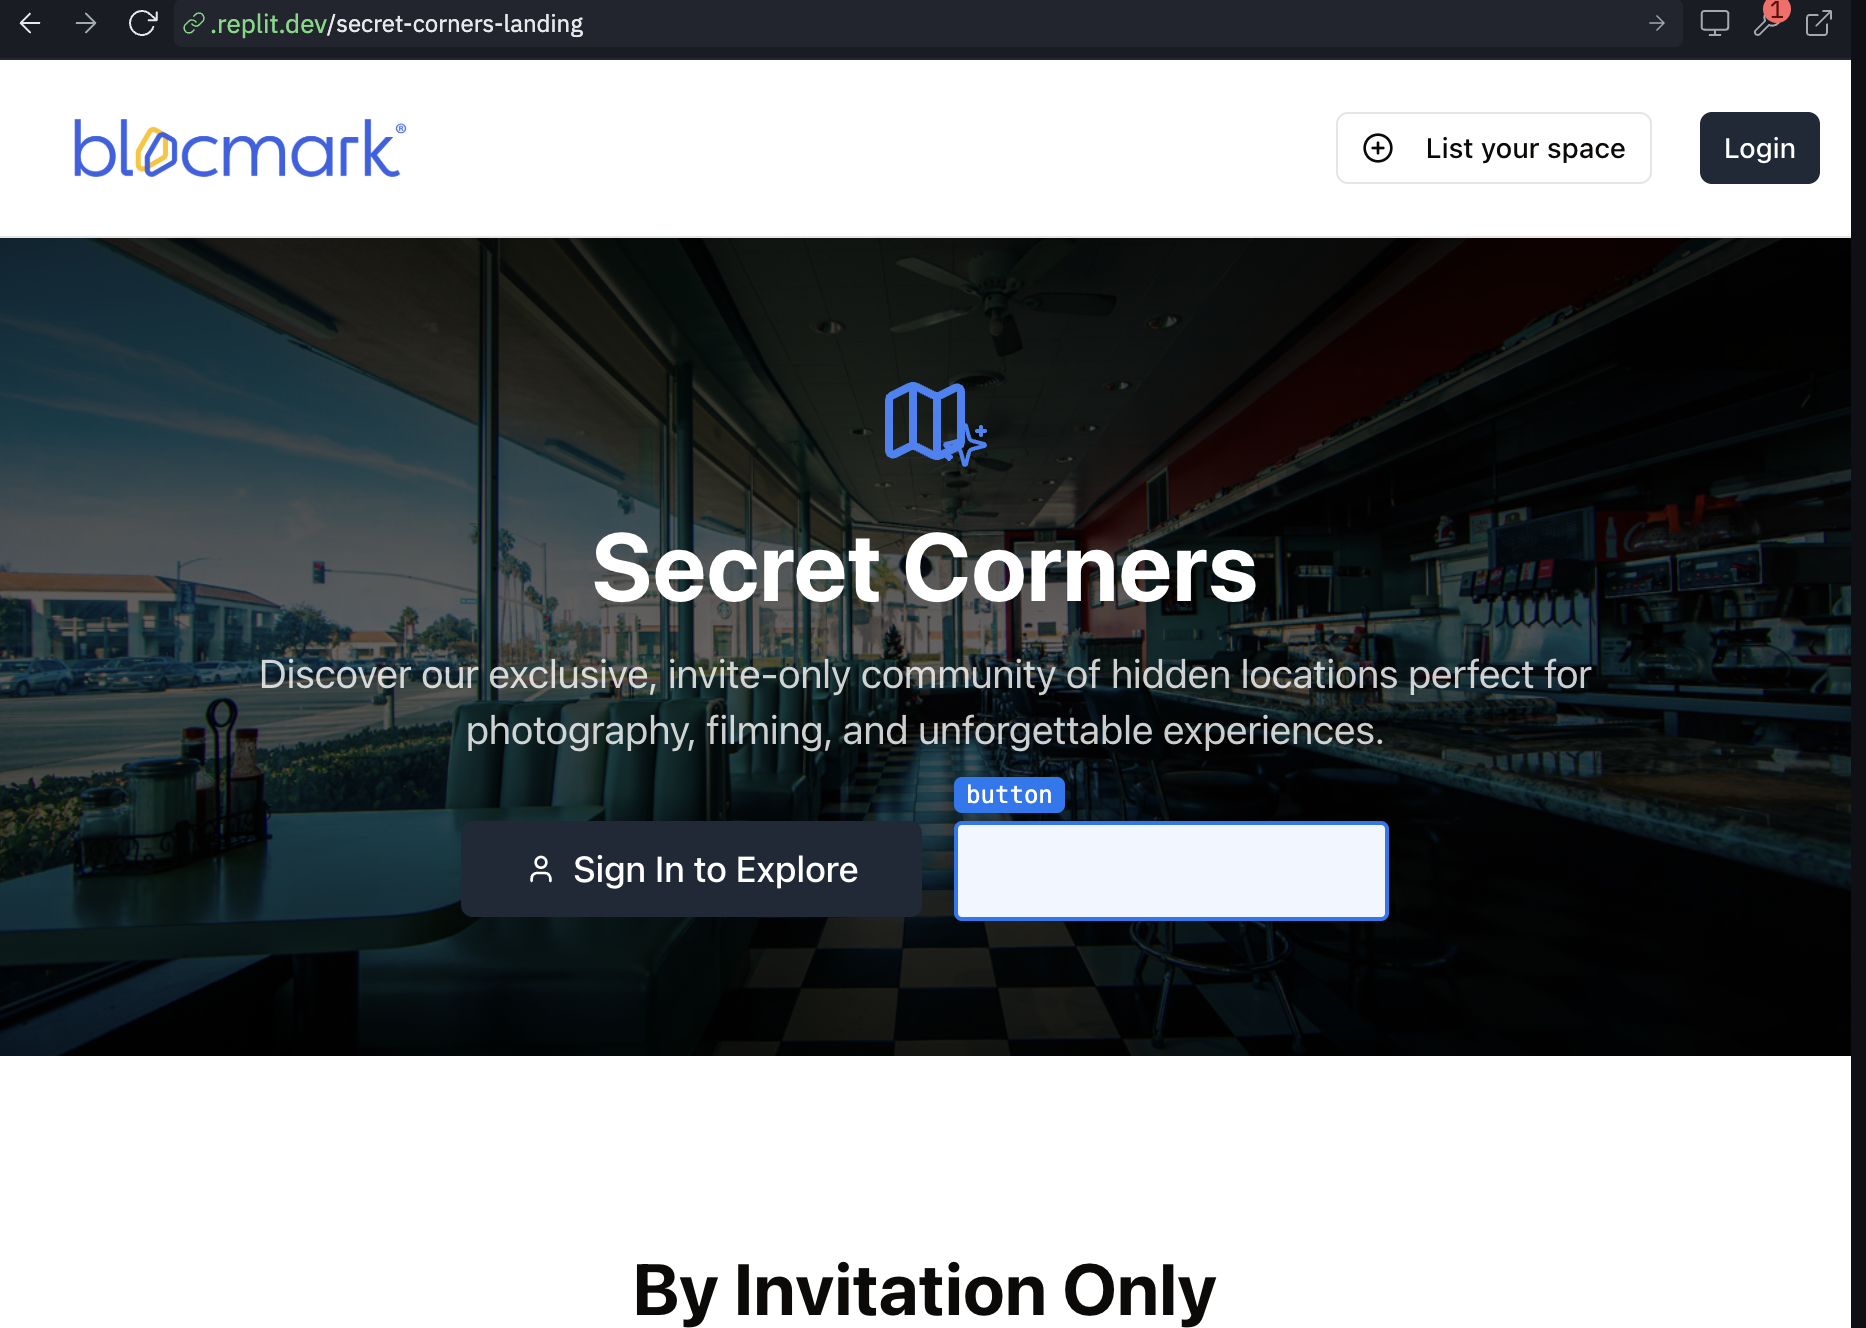 .replit.dev/secret-corners-landing
1
blocmark®
List your space
Login
Secret Corners
Discover our exclusive, invite-only community of hidden locations perfect for
photography, filming, and unforgettable experiences.
button
Sign In to Explore
By Invitation Only